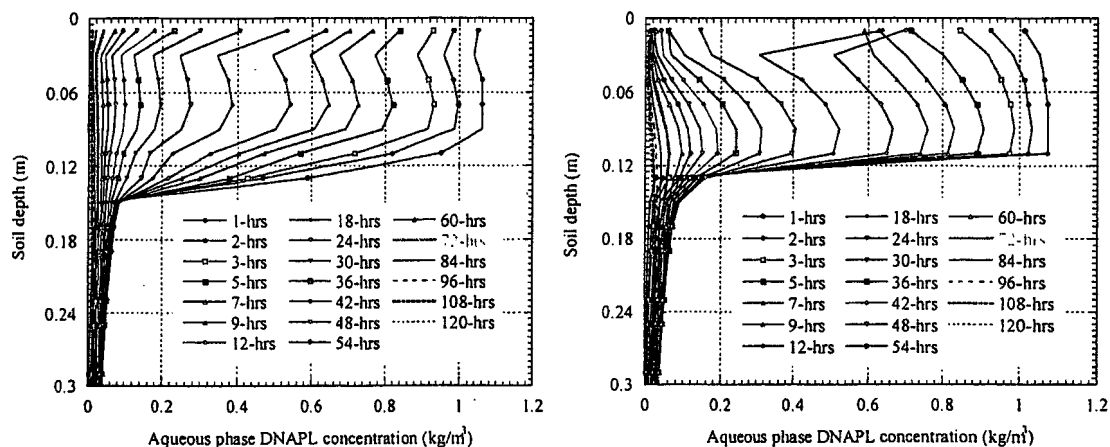 0
0.06
0.12
0.18
0.24
0.3
Soil depth (m)
1-hrs 18-hrs 60-hrs
2-hrs 24-hrs 72-hrs
3-hrs 30-hrs 84-hrs
5-hrs 36-hrs 96-hrs
7-hrs 42-hrs 108-hrs
9-hrs 48-hrs 120-hrs
12-hrs 54-hrs
0 0.2 0.4 0.6 0.8 1 1.2
Aqueous phase DNAPL concentration (kg/m³)
0
0.06
0.12
0.18
0.24
0.3
Soil depth (m)
1-hrs 18-hrs 60-hrs
2-hrs 24-hrs 72-hrs
3-hrs 30-hrs 84-hrs
5-hrs 36-hrs 96-hrs
7-hrs 42-hrs 108-hrs
9-hrs 48-hrs 120-hrs
12-hrs 54-hrs
0 0.2 0.4 0.6 0.8 1 1.2
Aqueous phase DNAPL concentration (kg/m³)